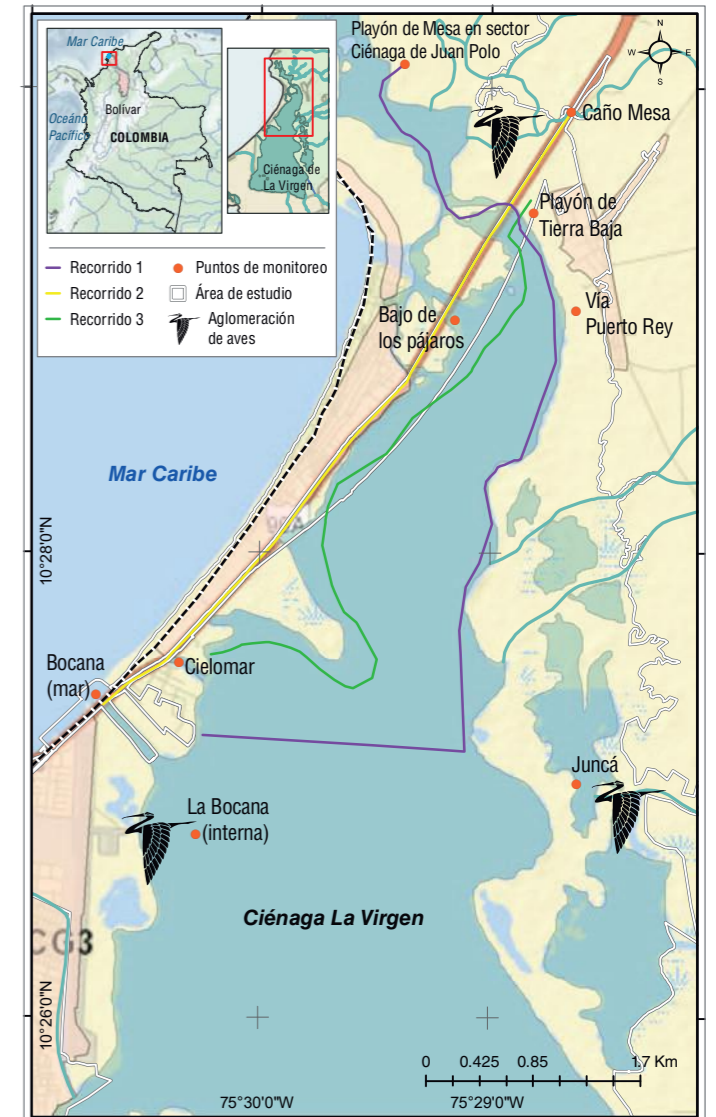 Mar Caribe
Océano
Pacífico
Bolívar
COLOMBIA
Ciénaga de
La Virgen
Playón de Mesa en sector
Ciénaga de Juan Polo
N
W
E
S
Caño Mesa
Playón de
Tierra Baja
Recorrido 1
Recorrido 2
Recorrido 3
Puntos de monitoreo
Área de estudio
Aglomeración
de aves
Bajo de
los pájaros
Vía
Puerto Rey
Mar Caribe
90A
10°28'0"N
Bocana
(mar)
Cielomar
Juncá
La Bocana
(interna)
Ciénaga La Virgen
CG3
10°26'0"N
0 0.425 0.85 1.7 Km
75°30'0"W
75°29'0"W